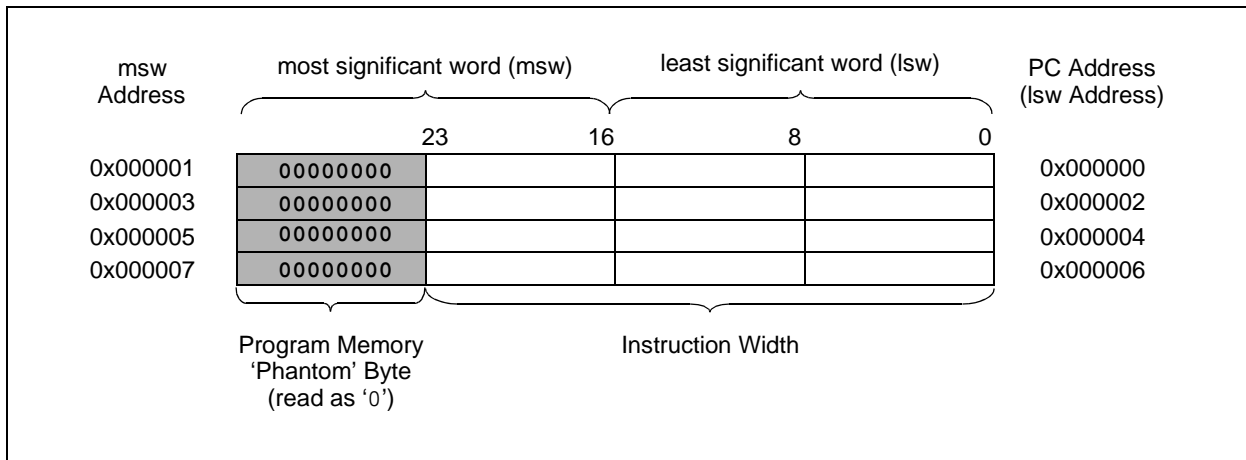 msw Address
most significant word (msw)
least significant word (lsw)
PC Address (lsw Address)
23 16 8 0
0x000001 00000000 0x000000
0x000003 00000000 0x000002
0x000005 00000000 0x000004
0x000007 00000000 0x000006
Program Memory
‘Phantom’ Byte
(read as ‘0’)
Instruction Width